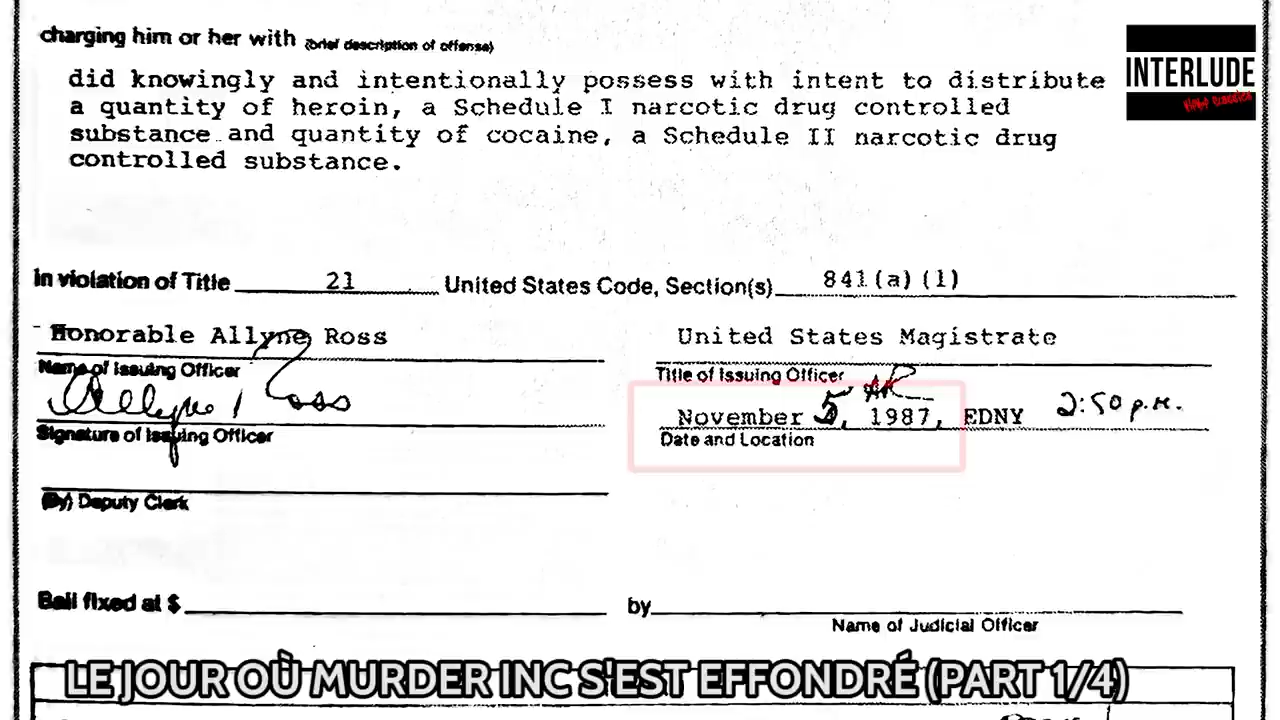 charging him or her with (brief description of offense)
INTERLUDE
did knowingly and intentionally possess with intent to distribute
a quantity of heroin, a Schedule I narcotic drug controlled
substance and quantity of cocaine, a Schedule II narcotic drug
controlled substance.
in violation of Title 21 United States Code, Section(s) 841(a)(1)
Honorable Allyne Ross United States Magistrate
Name of Issuing Officer Title of Issuing Officer
Allyne Ross AR
November 5, 1987, EDNY 2:50 p.m.
Signature of Issuing Officer Date and Location
(By) Deputy Clerk
Bail fixed at $ by
Name of Judicial Officer
LE JOUR OÙ MURDER INC S'EST EFFONDRÉ (PART 1/4)